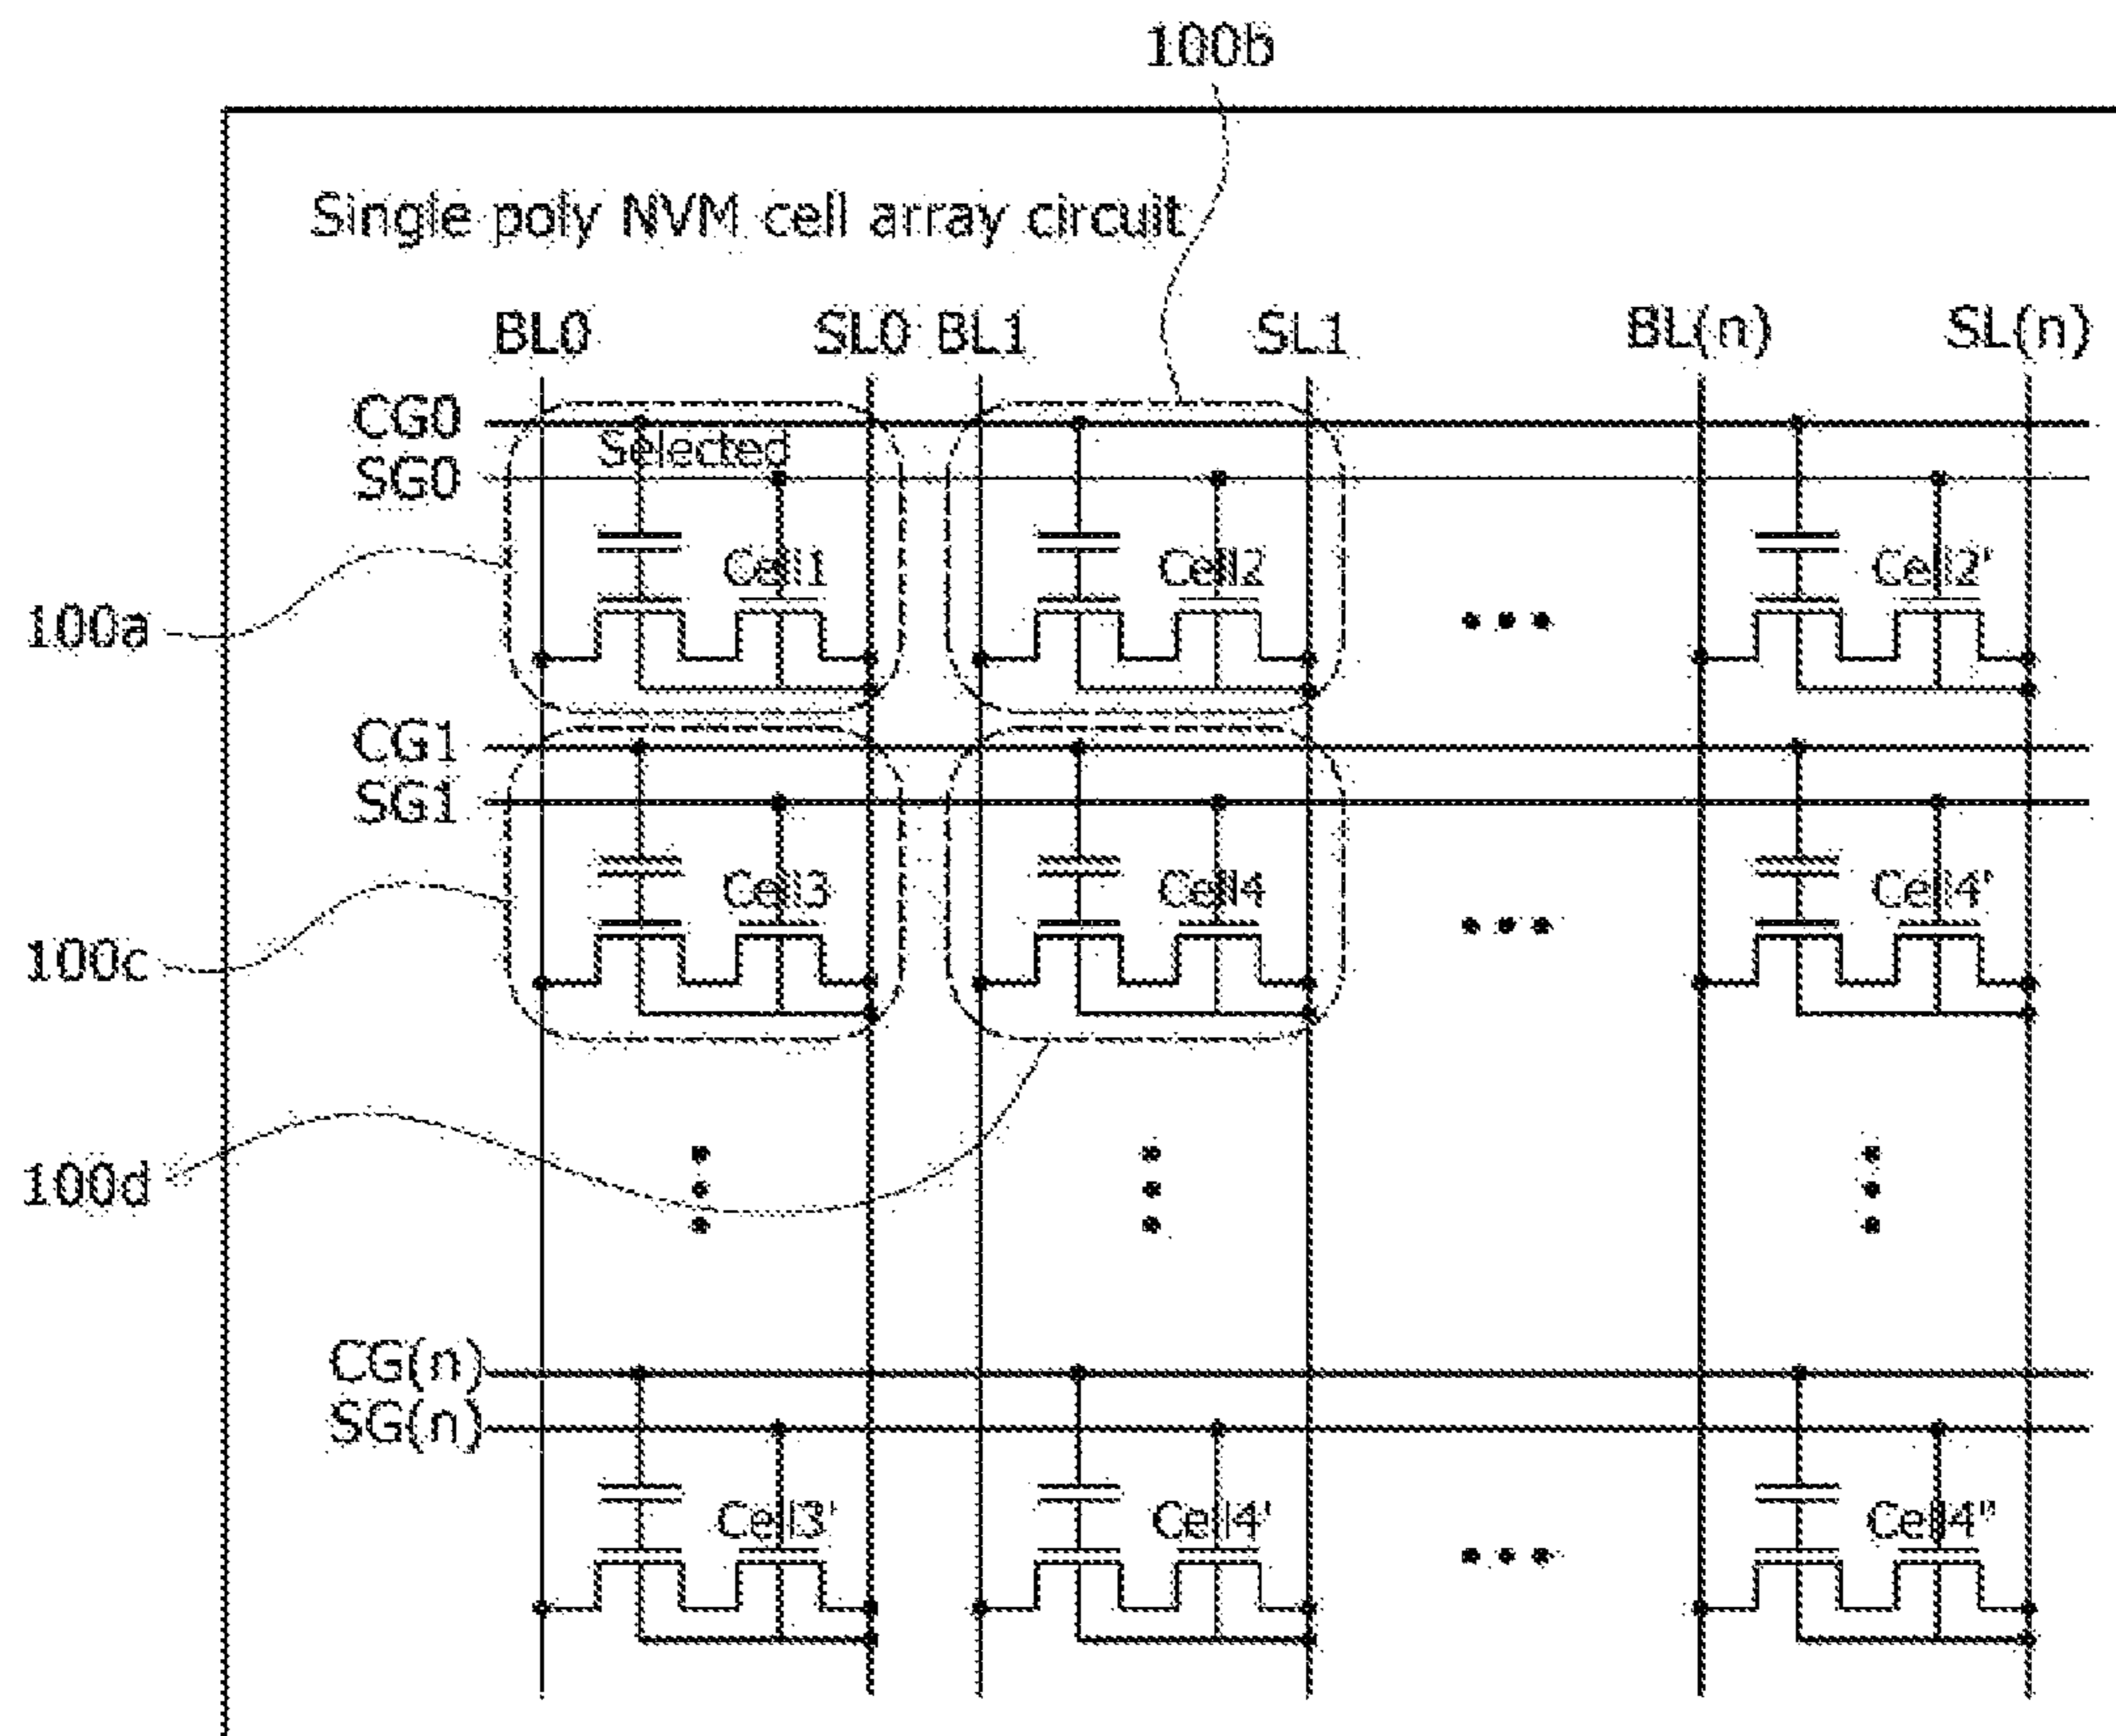 100b
Single poly NVM cell array circuit
BL0 SL0 BL1 SL1 BL(n) SL(n)
CG0
Selected
SG0
Cell1 Cell2 Cell2'
100a
CG1
SG1
Cell3 Cell4 Cell4'
100c
100d
CG(n)
SG(n)
Cell3' Cell4' Cell4"